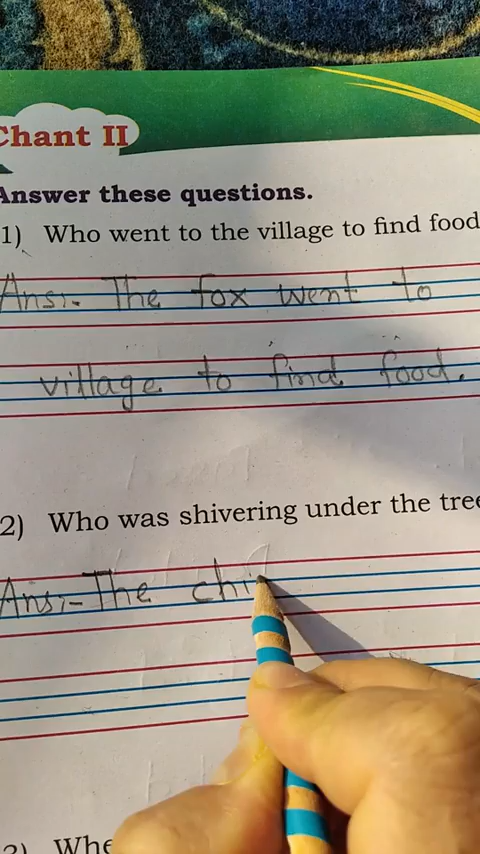 Chant II
Answer these questions.
1) Who went to the village to find food
Ans:- The fox went to
village to find food.
2) Who was shivering under the tree
Ans:- The chi